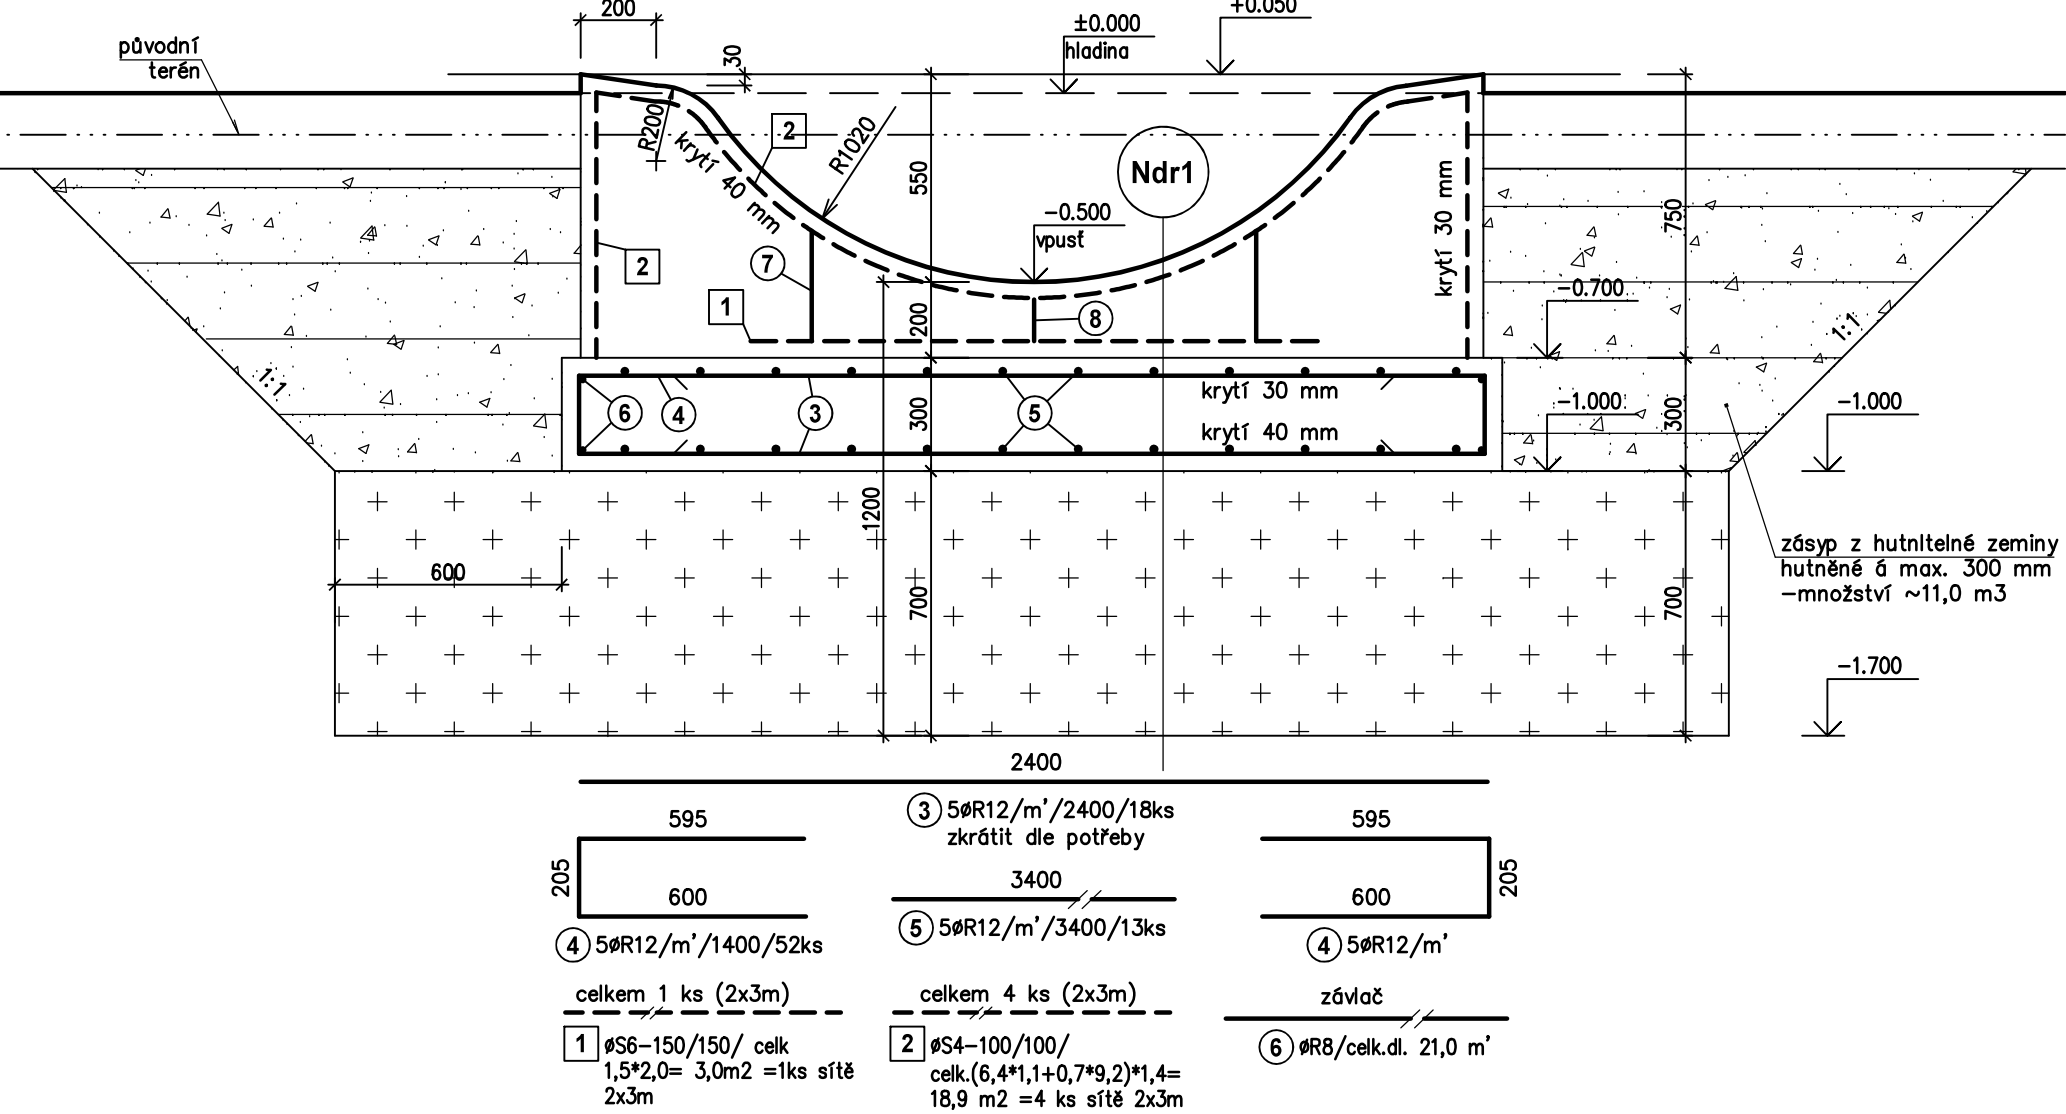 200
+0.050
±0.000
hladina
původní
terén
30
R200
krytí 40 mm
2
R1020
550
Ndr1
krytí 30 mm
750
-0.500
vpusť
7
2
1
8
200
-0.700
1:1
1:1
krytí 30 mm
krytí 40 mm
6
4
3
5
300
-1.000
300
-1.000
1200
600
700
700
zásyp z hutnitelné zeminy
hutněné á max. 300 mm
-množství ~11,0 m3
-1.700
2400
3 5øR12/m'/2400/18ks
zkrátit dle potřeby
595
205
600
4 5øR12/m'/1400/52ks
3400
5 5øR12/m'/3400/13ks
595
205
600
4 5øR12/m'
celkem 1 ks (2x3m)
1 øS6-150/150/ celk
1,5*2,0= 3,0m2 =1ks sítě
2x3m
celkem 4 ks (2x3m)
2 øS4-100/100/
celk.(6,4*1,1+0,7*9,2)*1,4=
18,9 m2 =4 ks sítě 2x3m
závlač
6 øR8/celk.dl. 21,0 m'